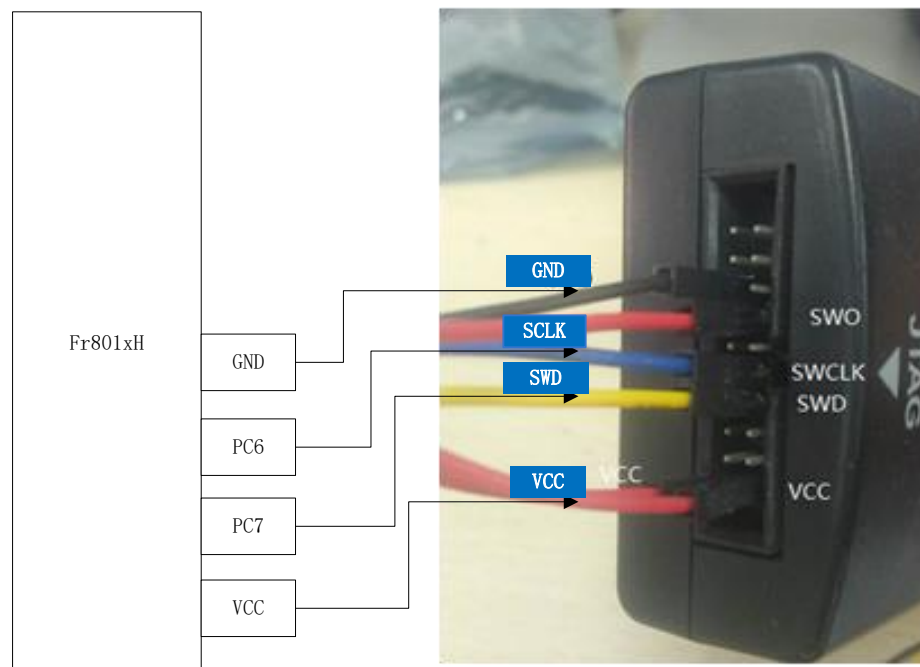 Fr801xH
GND
PC6
PC7
VCC
GND
SCLK
SWD
VCC
VCC
SWO
SWCLK
SWD
VCC
JTAG